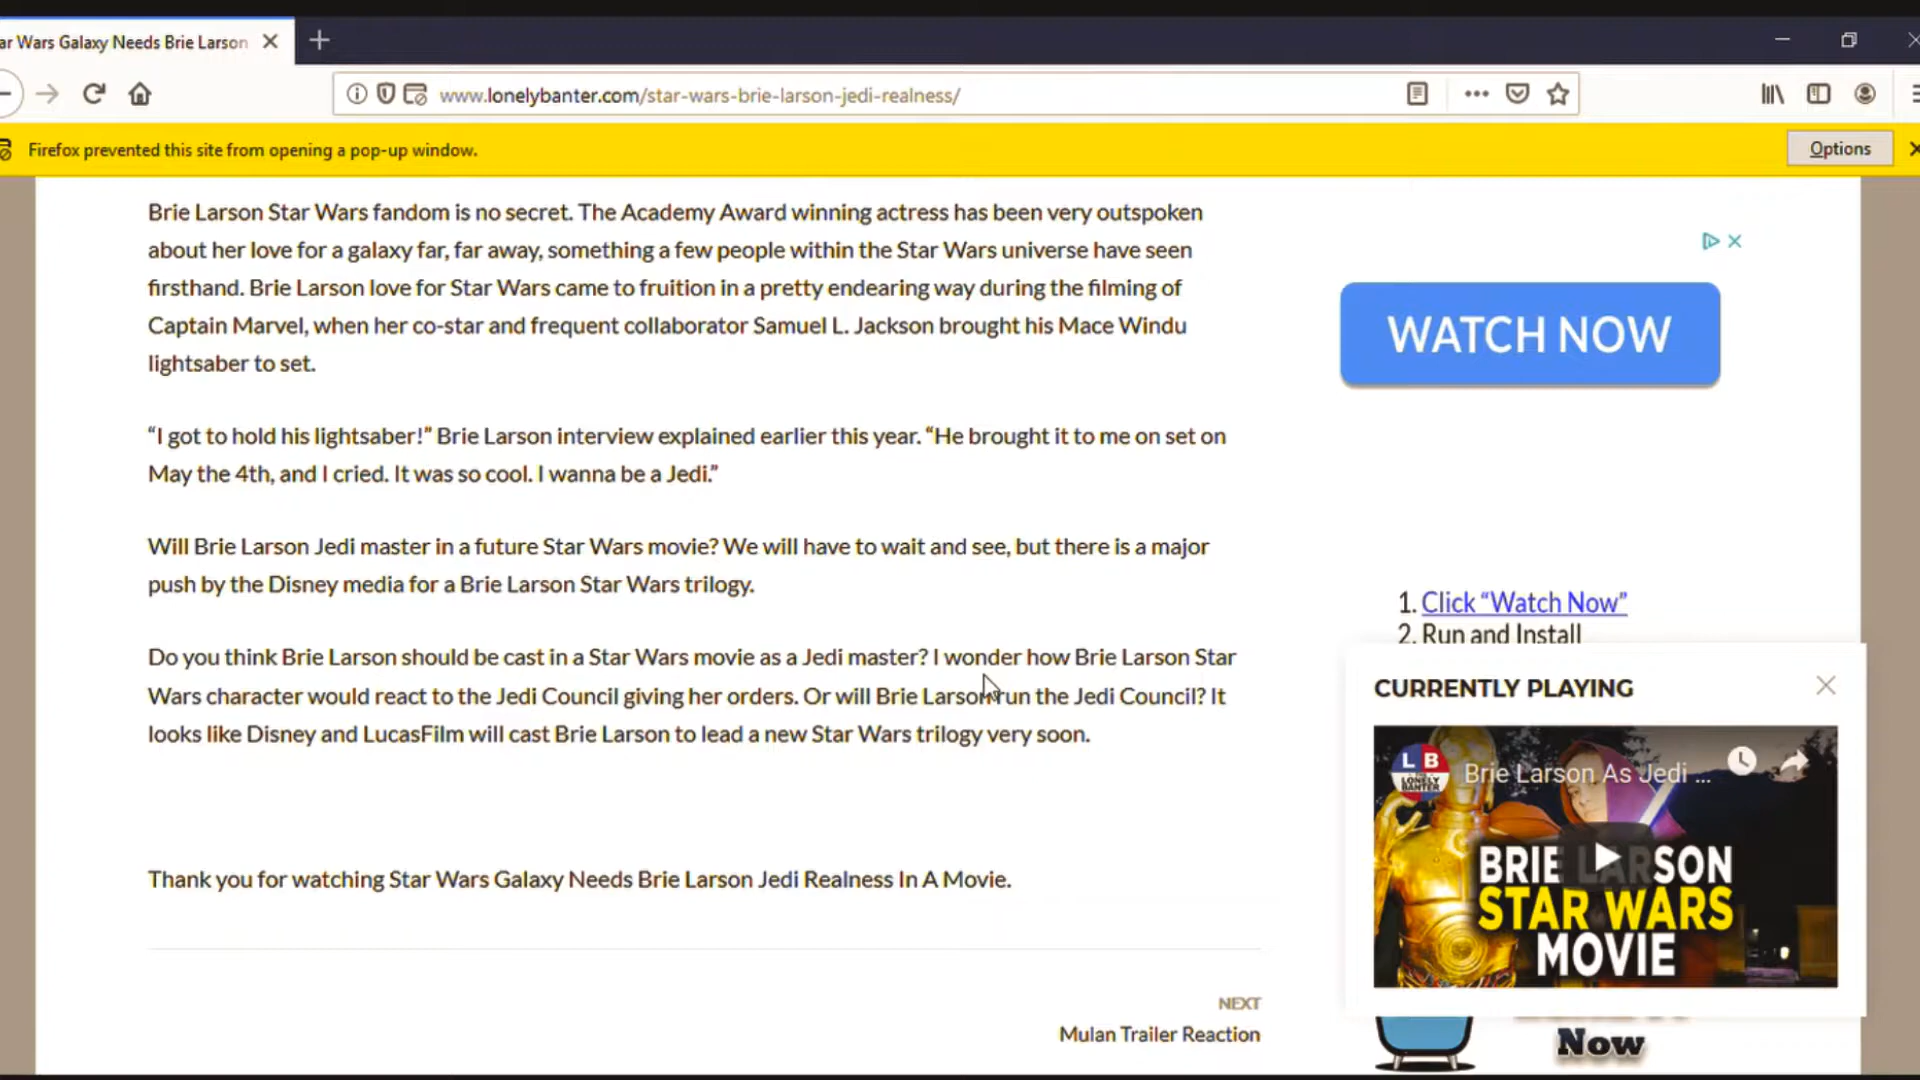 ar Wars Galaxy Needs Brie Larson
www.lonelybanter.com/star-wars-brie-larson-jedi-realness/
Firefox prevented this site from opening a pop-up window.
Options
Brie Larson Star Wars fandom is no secret. The Academy Award winning actress has been very outspoken
about her love for a galaxy far, far away, something a few people within the Star Wars universe have seen
firsthand. Brie Larson love for Star Wars came to fruition in a pretty endearing way during the filming of
Captain Marvel, when her co-star and frequent collaborator Samuel L. Jackson brought his Mace Windu
lightsaber to set.
“I got to hold his lightsaber!” Brie Larson interview explained earlier this year. “He brought it to me on set on
May the 4th, and I cried. It was so cool. I wanna be a Jedi.”
Will Brie Larson Jedi master in a future Star Wars movie? We will have to wait and see, but there is a major
push by the Disney media for a Brie Larson Star Wars trilogy.
Do you think Brie Larson should be cast in a Star Wars movie as a Jedi master? I wonder how Brie Larson Star
Wars character would react to the Jedi Council giving her orders. Or will Brie Larson run the Jedi Council? It
looks like Disney and LucasFilm will cast Brie Larson to lead a new Star Wars trilogy very soon.
Thank you for watching Star Wars Galaxy Needs Brie Larson Jedi Realness In A Movie.
NEXT
Mulan Trailer Reaction
WATCH NOW
1. Click “Watch Now”
2. Run and Install
CURRENTLY PLAYING
L B
THE
LONELY
BANTER
Brie Larson As Jedi ...
BRIE LARSON
STAR WARS
MOVIE
Now